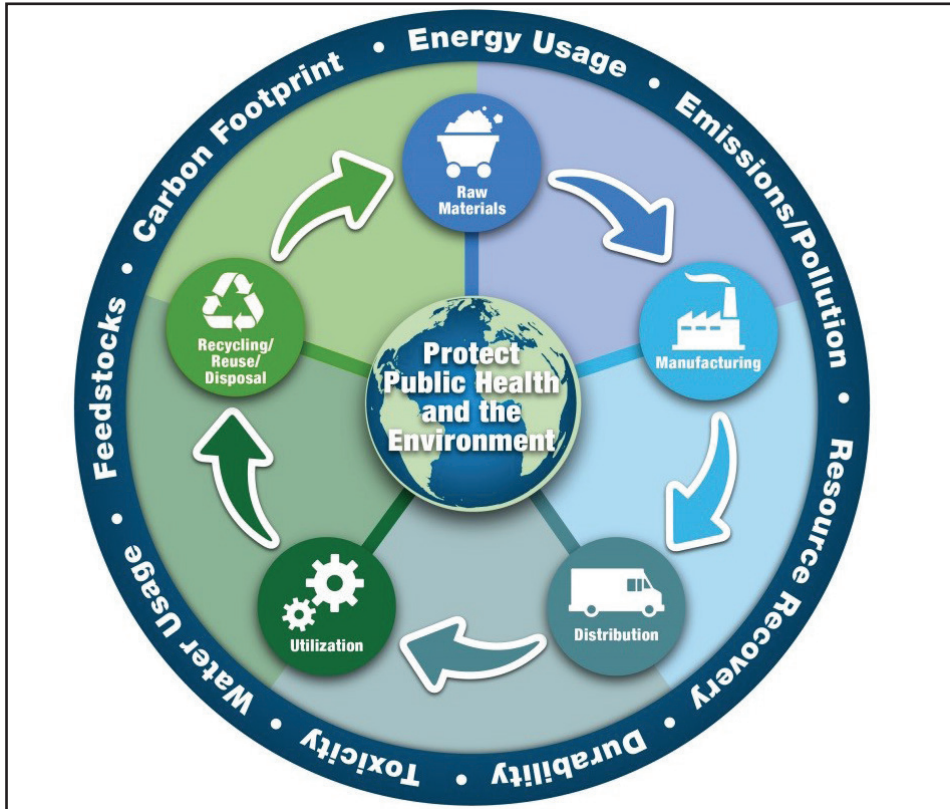 Energy Usage • Emissions/Pollution • Resource Recovery • Durability • Toxicity • Water Usage • Feedstocks • Carbon Footprint •
Raw
Materials
Manufacturing
Distribution
Utilization
Recycling/
Reuse/
Disposal
Protect
Public Health
and the
Environment